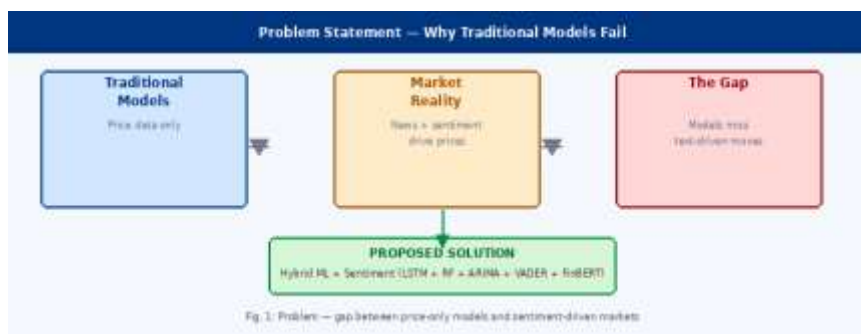 Problem Statement — Why Traditional Models Fail
Traditional
Models
Price data only
Market
Reality
News + sentiment
drive prices
The Gap
Models miss
text-driven moves
PROPOSED SOLUTION
Hybrid ML + Sentiment (LSTM + RF + ARIMA + VADER + FinBERT)
Fig. 1: Problem — gap between price-only models and sentiment-driven markets